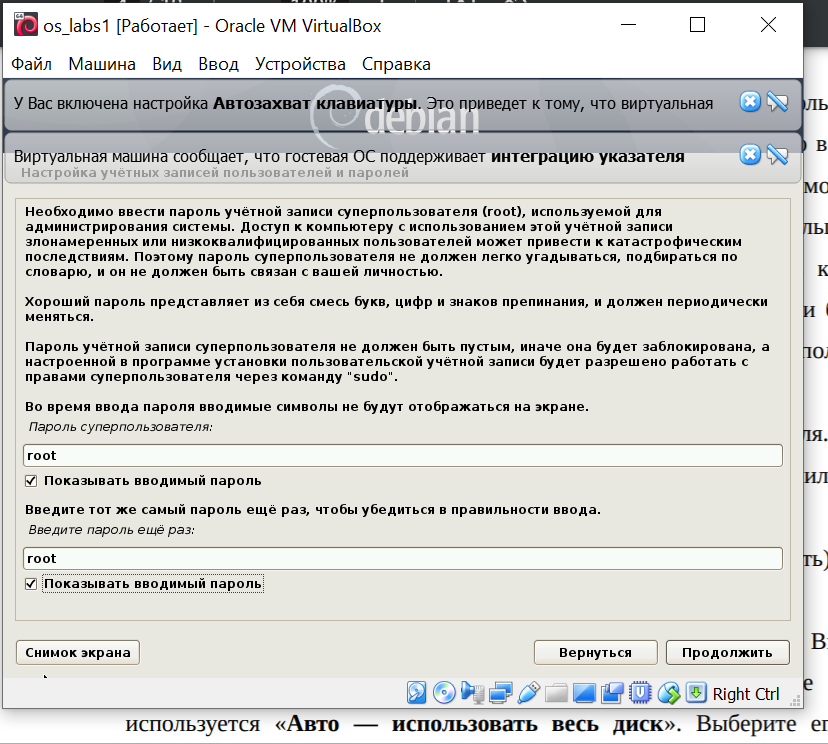 os_labs1 [Работает] - Oracle VM VirtualBox
Файл Машина Вид Ввод Устройства Справка
У Вас включена настройка Автозахват клавиатуры. Это приведет к тому, что виртуальная
debian
Виртуальная машина сообщает, что гостевая ОС поддерживает интеграцию указателя
Настройка учётных записей пользователей и паролей
Необходимо ввести пароль учётной записи суперпользователя (root), используемой для
администрирования системы. Доступ к компьютеру с использованием этой учётной записи
злонамеренных или низкоквалифицированных пользователей может привести к катастрофическим
последствиям. Поэтому пароль суперпользователя не должен легко угадываться, подбираться по
словарю, и он не должен быть связан с вашей личностью.
Хороший пароль представляет из себя смесь букв, цифр и знаков препинания, и должен периодически
меняться.
Пароль учётной записи суперпользователя не должен быть пустым, иначе она будет заблокирована, а
настроенной в программе установки пользовательской учётной записи будет разрешено работать с
правами суперпользователя через команду "sudo".
Во время ввода пароля вводимые символы не будут отображаться на экране.
Пароль суперпользователя:
root
Показывать вводимый пароль
Введите тот же самый пароль ещё раз, чтобы убедиться в правильности ввода.
Введите пароль ещё раз:
root
Показывать вводимый пароль
Снимок экрана Вернуться Продолжить
Right Ctrl
используется «Авто — использовать весь диск». Выберите ег